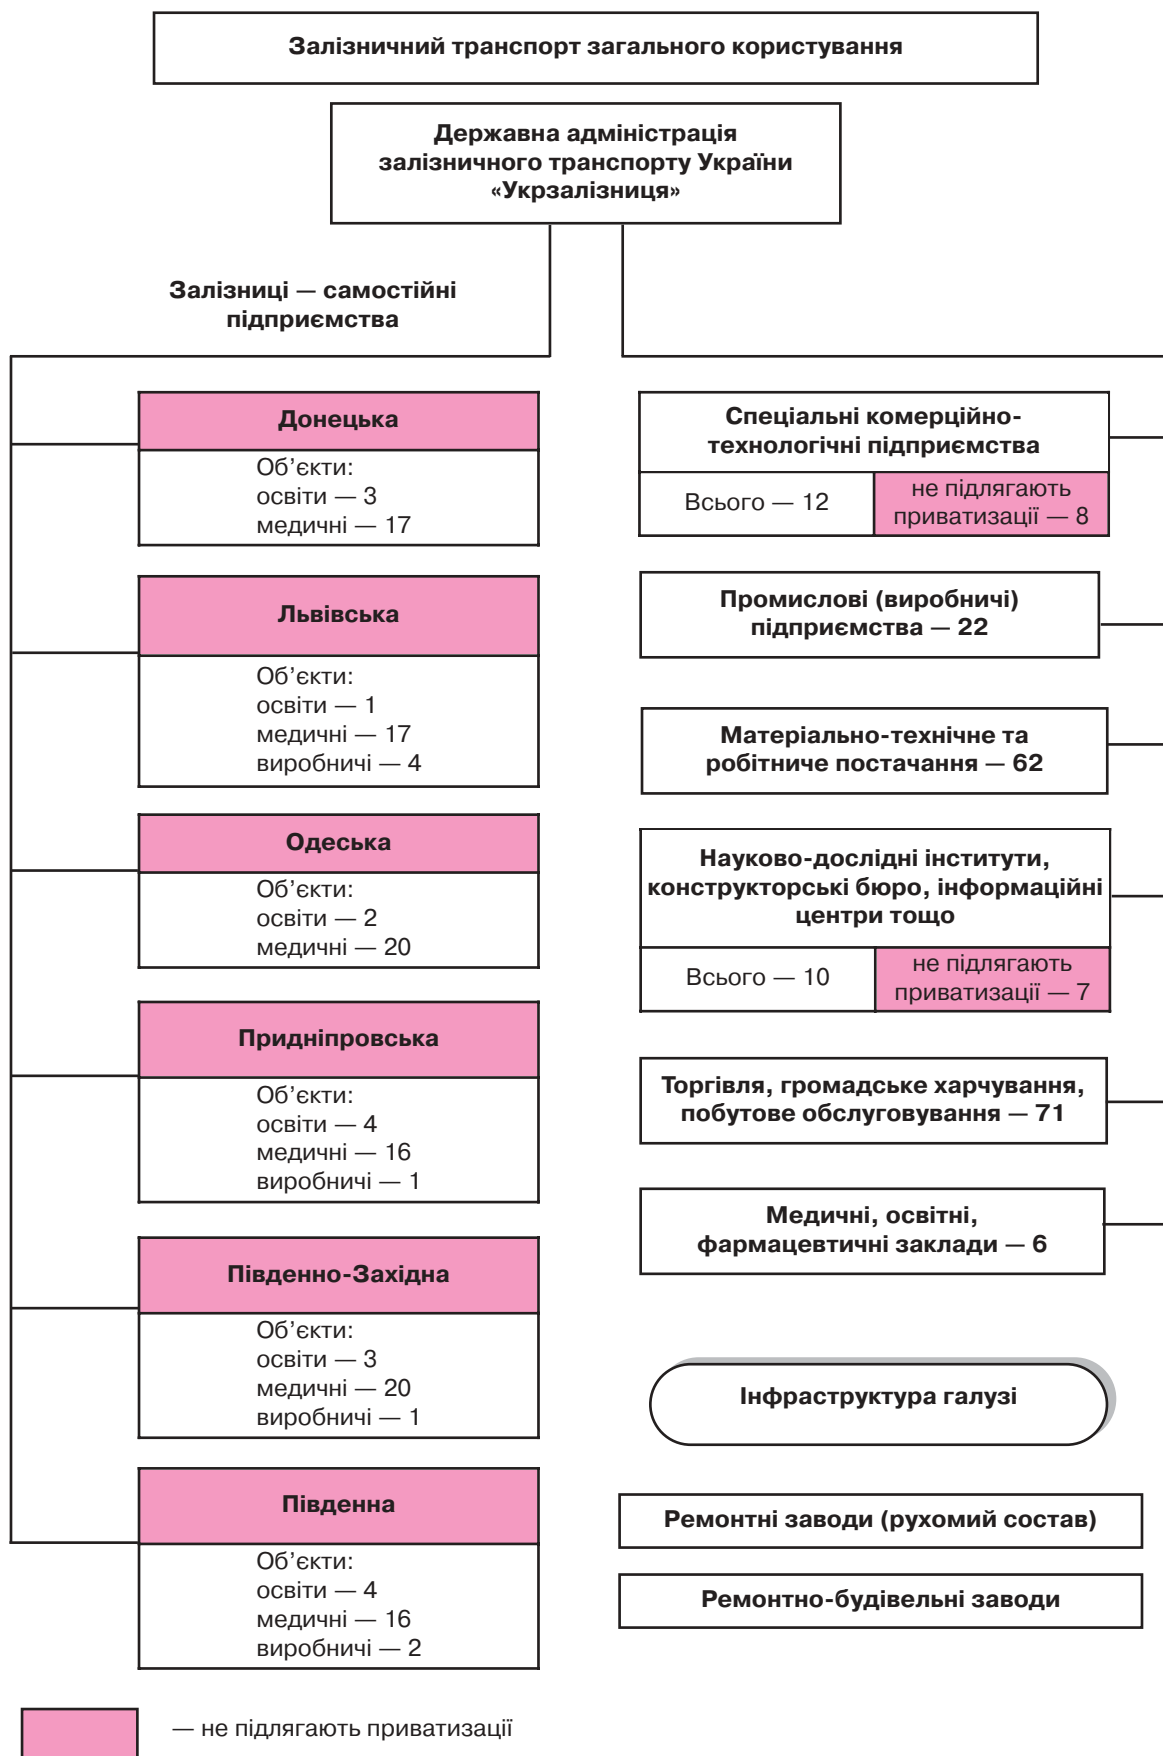 Залізничний транспорт загального користування
Державна адміністрація
залізничного транспорту України
«Укрзалізниця»
Залізниці — самостійні
підприємства
Донецька
Об’єкти:
освіти — 3
медичні — 17
Львівська
Об’єкти:
освіти — 1
медичні — 17
виробничі — 4
Одеська
Об’єкти:
освіти — 2
медичні — 20
Придніпровська
Об’єкти:
освіти — 4
медичні — 16
виробничі — 1
Південно-Західна
Об’єкти:
освіти — 3
медичні — 20
виробничі — 1
Південна
Об’єкти:
освіти — 4
медичні — 16
виробничі — 2
Спеціальні комерційно-
технологічні підприємства
Всього — 12
не підлягають
приватизації — 8
Промислові (виробничі)
підприємства — 22
Матеріально-технічне та
робітниче постачання — 62
Науково-дослідні інститути,
конструкторські бюро, інформаційні
центри тощо
Всього — 10
не підлягають
приватизації — 7
Торгівля, громадське харчування,
побутове обслуговування — 71
Медичні, освітні,
фармацевтичні заклади — 6
Інфраструктура галузі
Ремонтні заводи (рухомий состав)
Ремонтно-будівельні заводи
— не підлягають приватизації